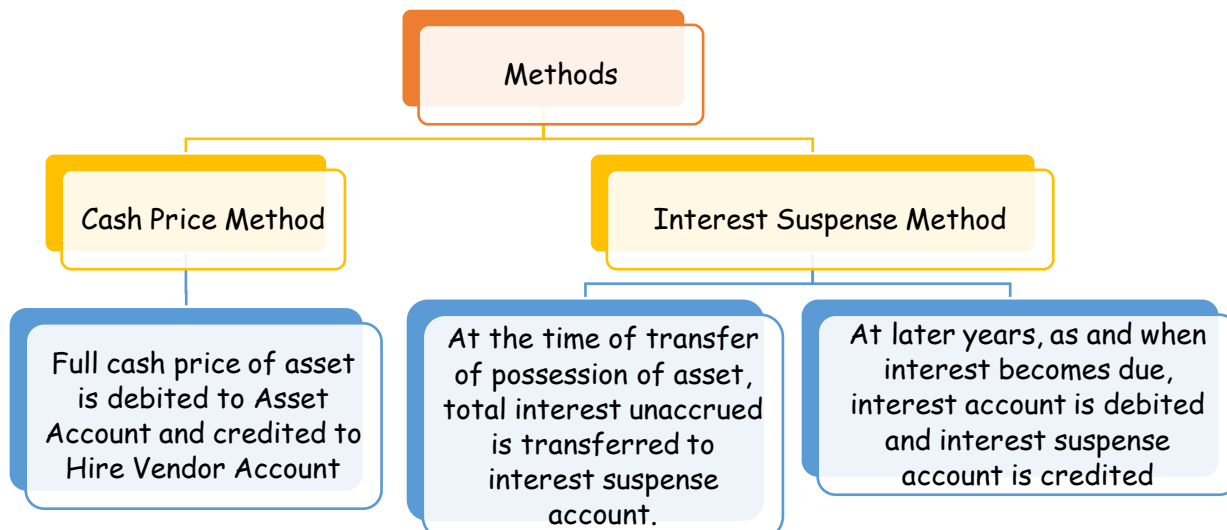 Methods
Cash Price Method
Interest Suspense Method
Full cash price of asset
is debited to Asset
Account and credited to
Hire Vendor Account
At the time of transfer
of possession of asset,
total interest unaccrued
is transferred to
interest suspense
account.
At later years, as and when
interest becomes due,
interest account is debited
and interest suspense
account is credited